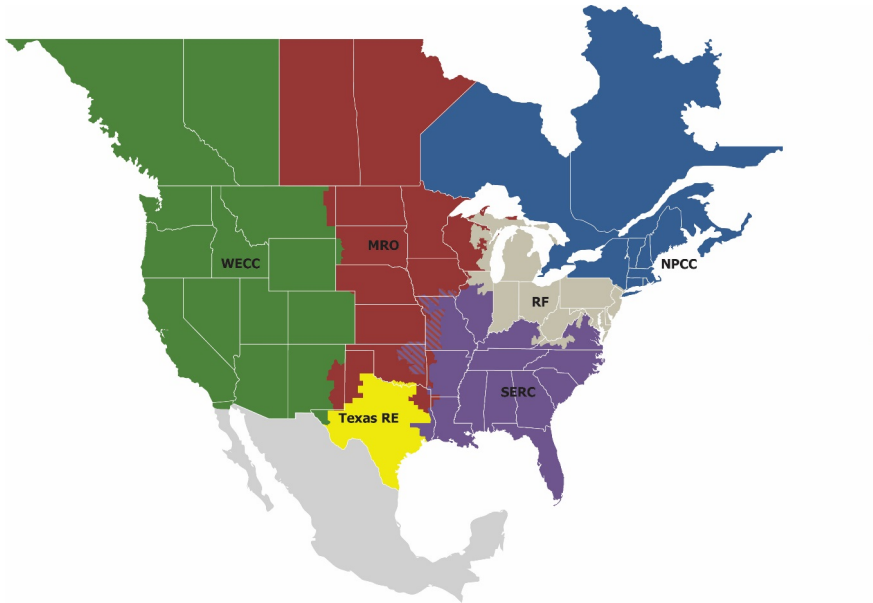 MRO
WECC
NPCC
RF
SERC
Texas RE